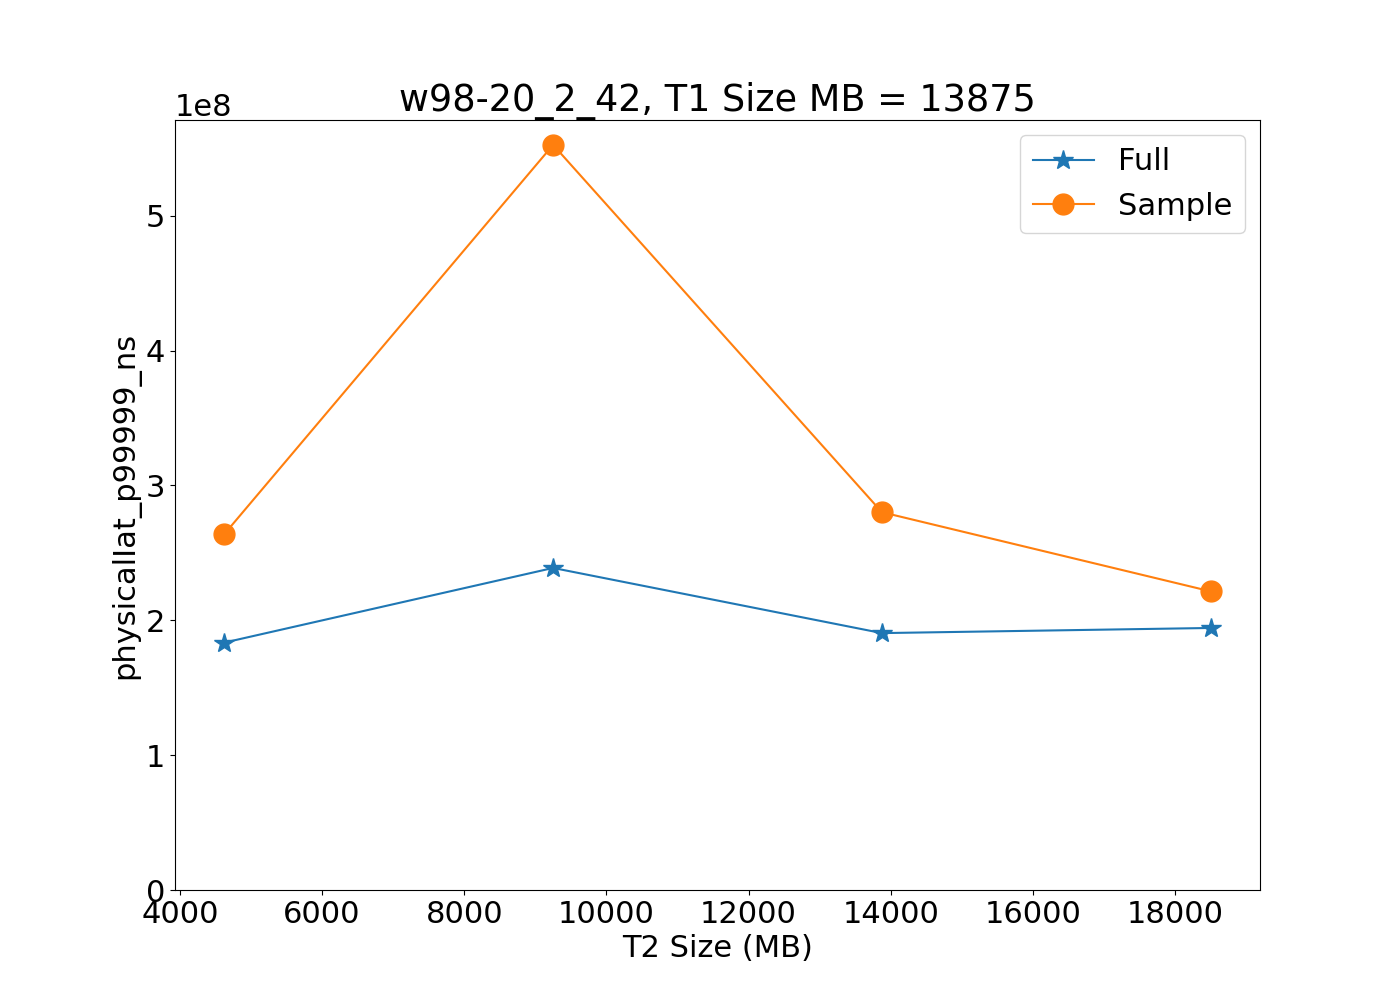 w98-20_2_42, T1 Size MB = 13875
1e8
Full
Sample
5
4
3
2
1
0
physicallat_p99999_ns
4000 6000 8000 10000 12000 14000 16000 18000
T2 Size (MB)